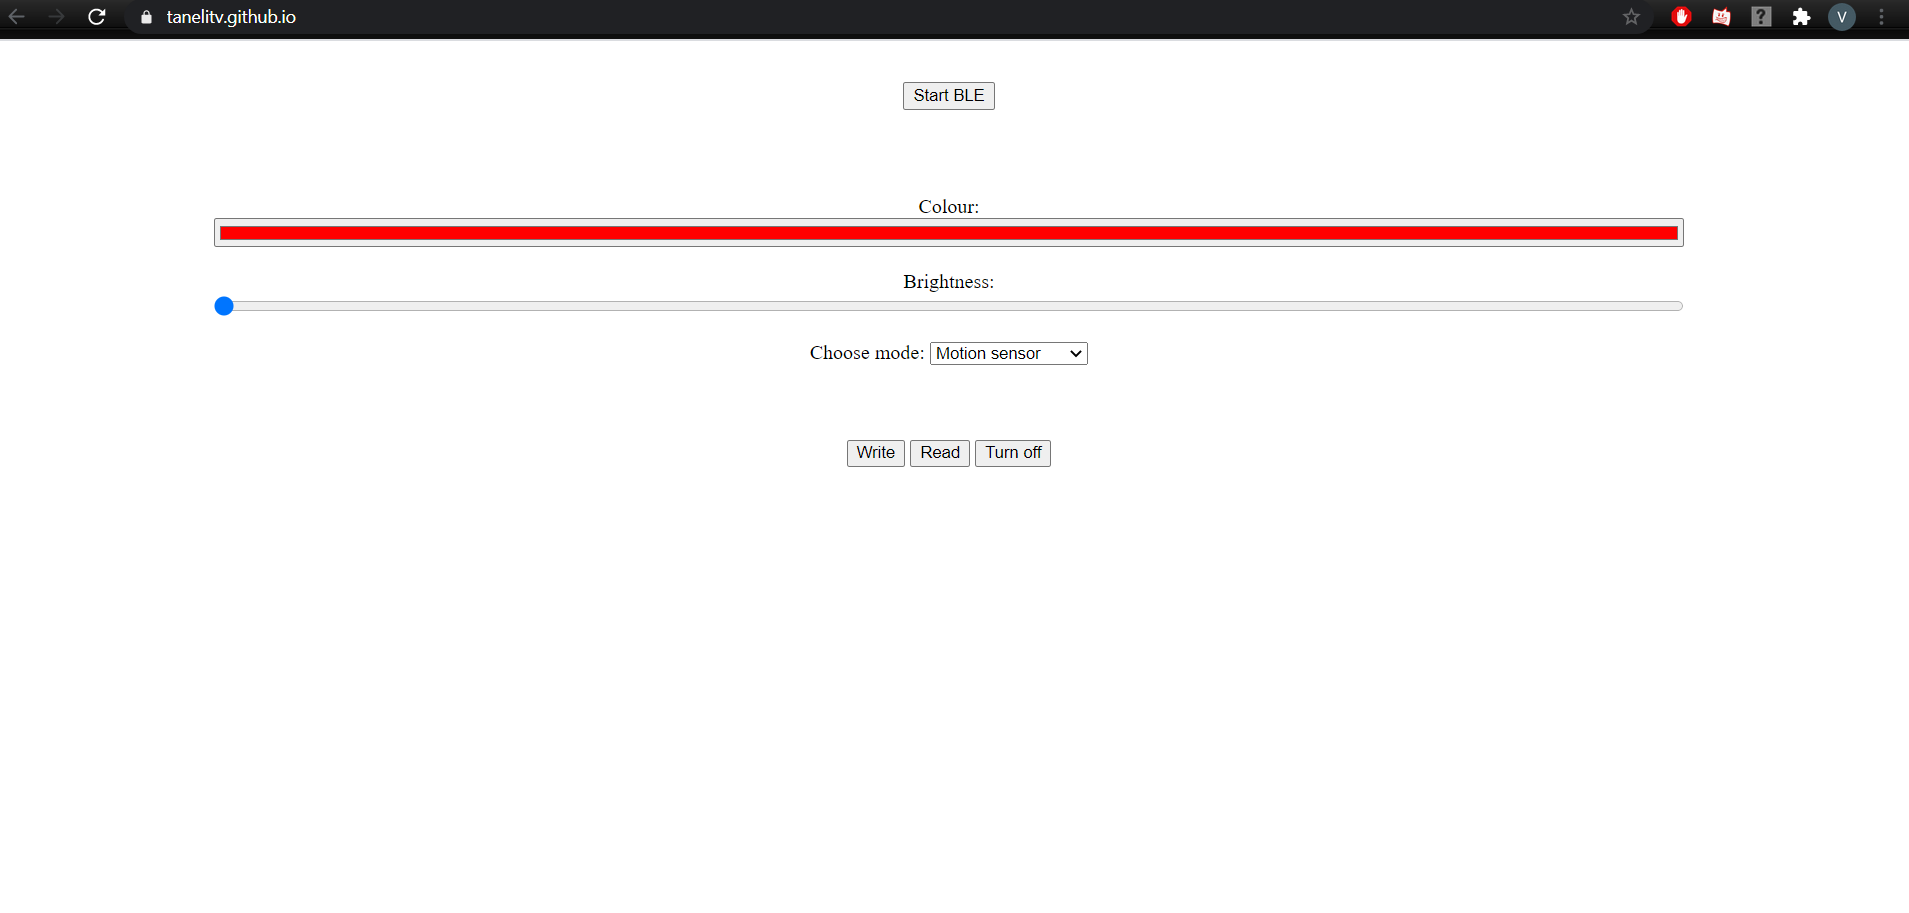 tanelitv.github.io
?
V
Start BLE
Colour:
Brightness:
Choose mode: Motion sensor
Write Read Turn off